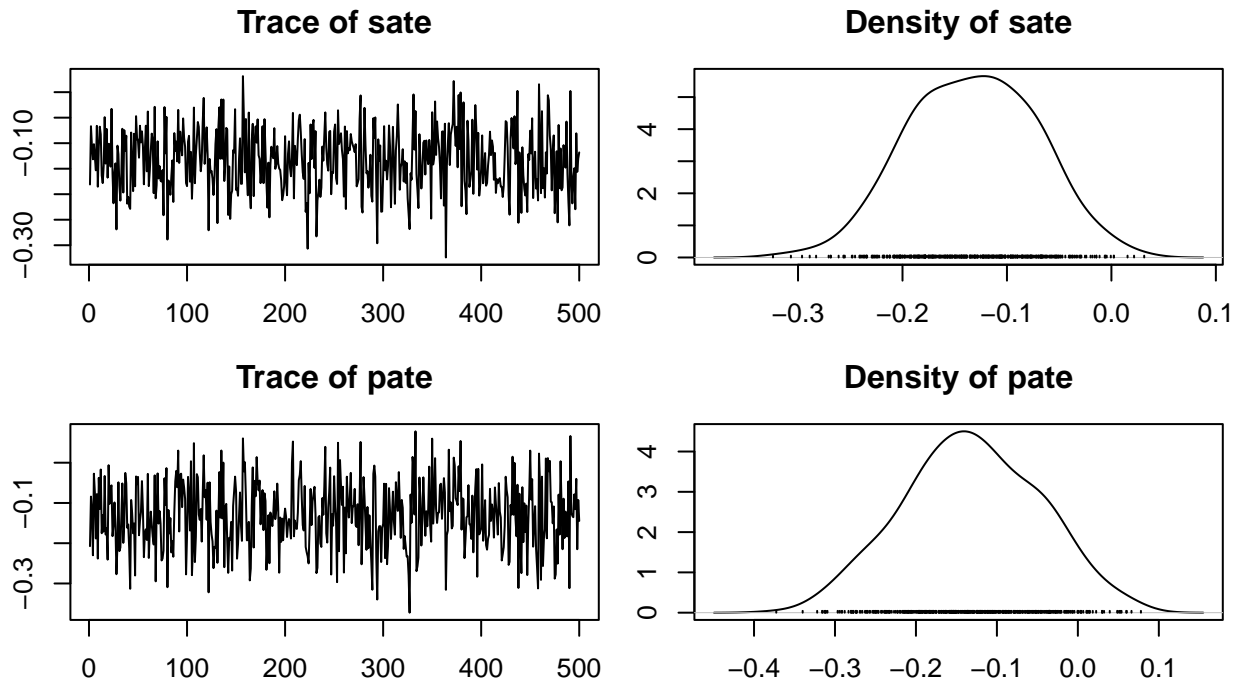 Trace of sate
−0.10
−0.30
0 100 200 300 400 500
Density of sate
4
2
0
−0.3 −0.2 −0.1 0.0 0.1
Trace of pate
−0.1
−0.3
0 100 200 300 400 500
Density of pate
4
3
2
1
0
−0.4 −0.3 −0.2 −0.1 0.0 0.1